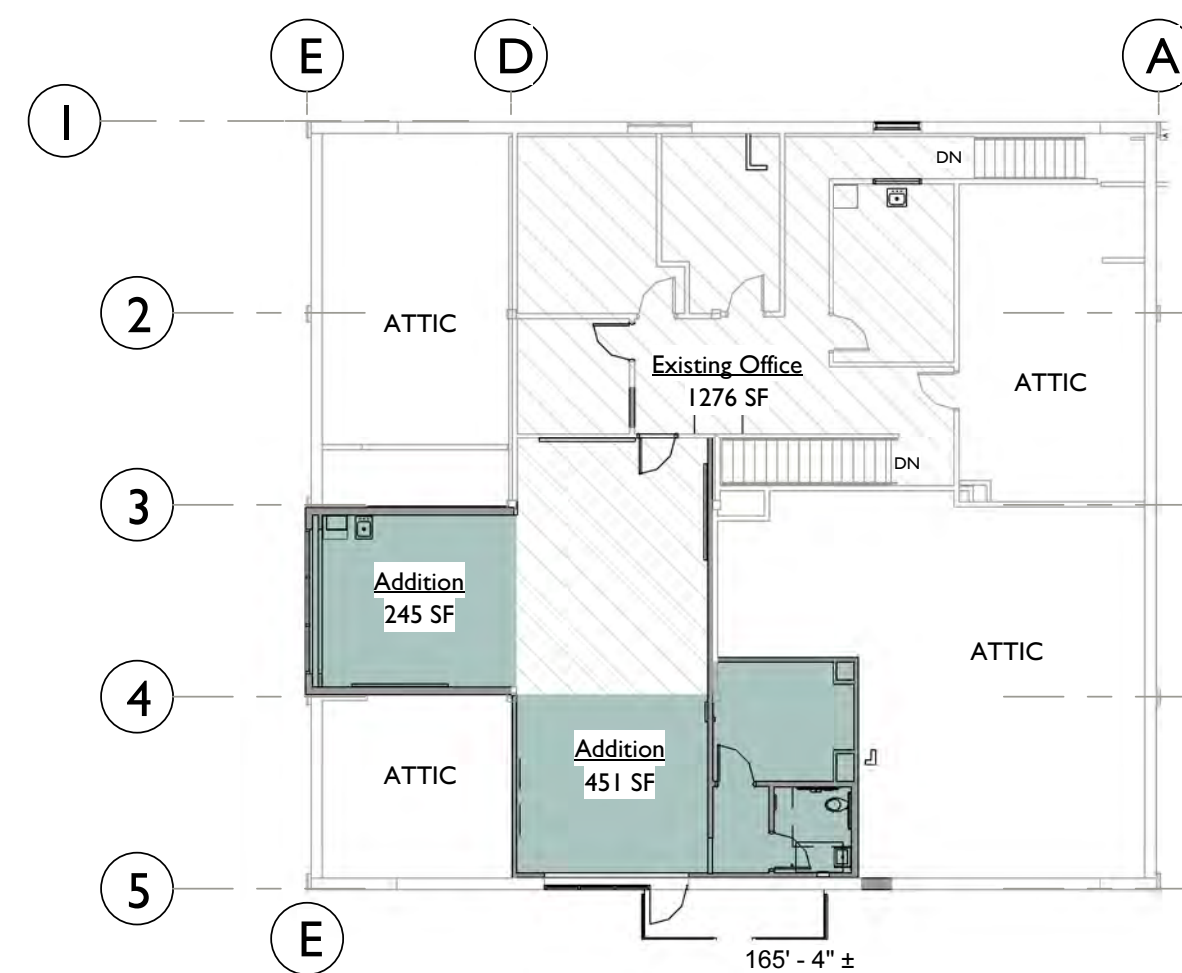 E
D
A
1
DN
2
ATTIC
Existing Office
1276 SF
ATTIC
DN
3
Addition
245 SF
ATTIC
4
Addition
451 SF
ATTIC
5
E
165' - 4" ±